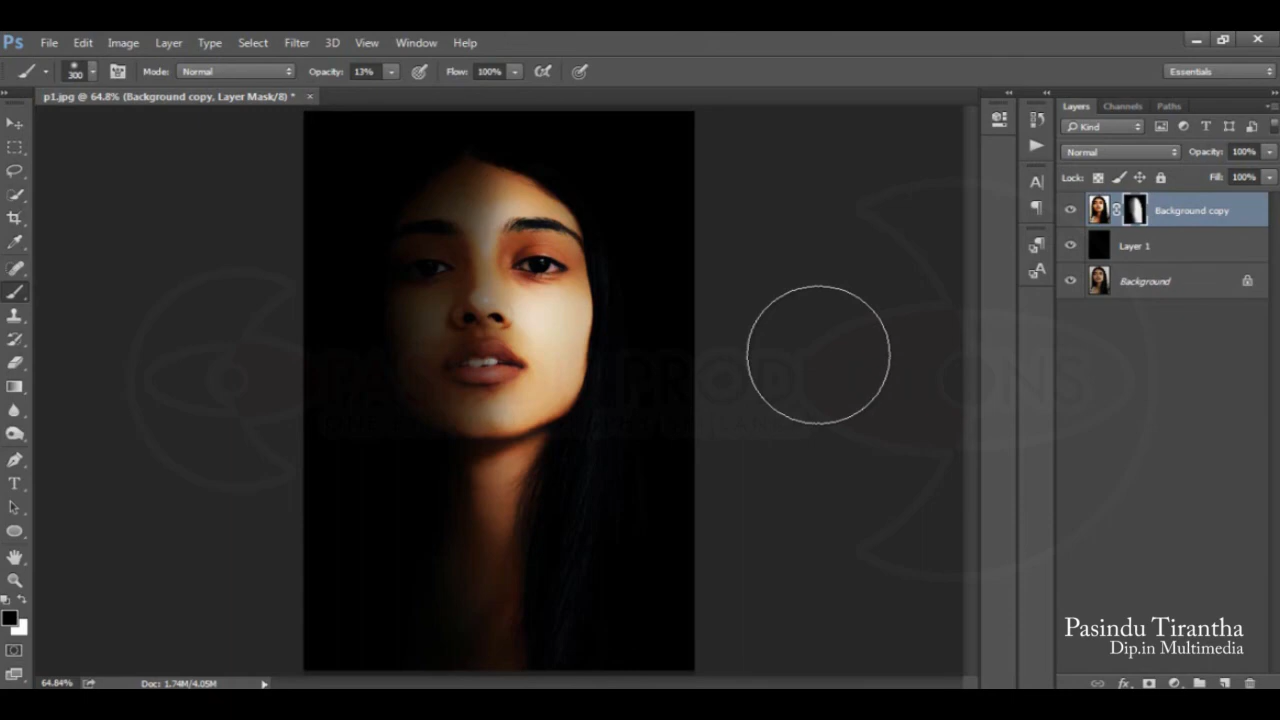 Ps File Edit Image Layer Type Select Filter 3D View Window Help
300 Mode: Normal Opacity: 13% Flow: 100% Essentials
p1.jpg @ 64.8% (Background copy, Layer Mask/8) * ×
Layers Channels Paths
Kind
Normal Opacity: 100%
Lock: Fill: 100%
Background copy
Layer 1
Background
Pasindu Tirantha
Dip.in Multimedia
64.84% Doc: 1.74M/4.05M